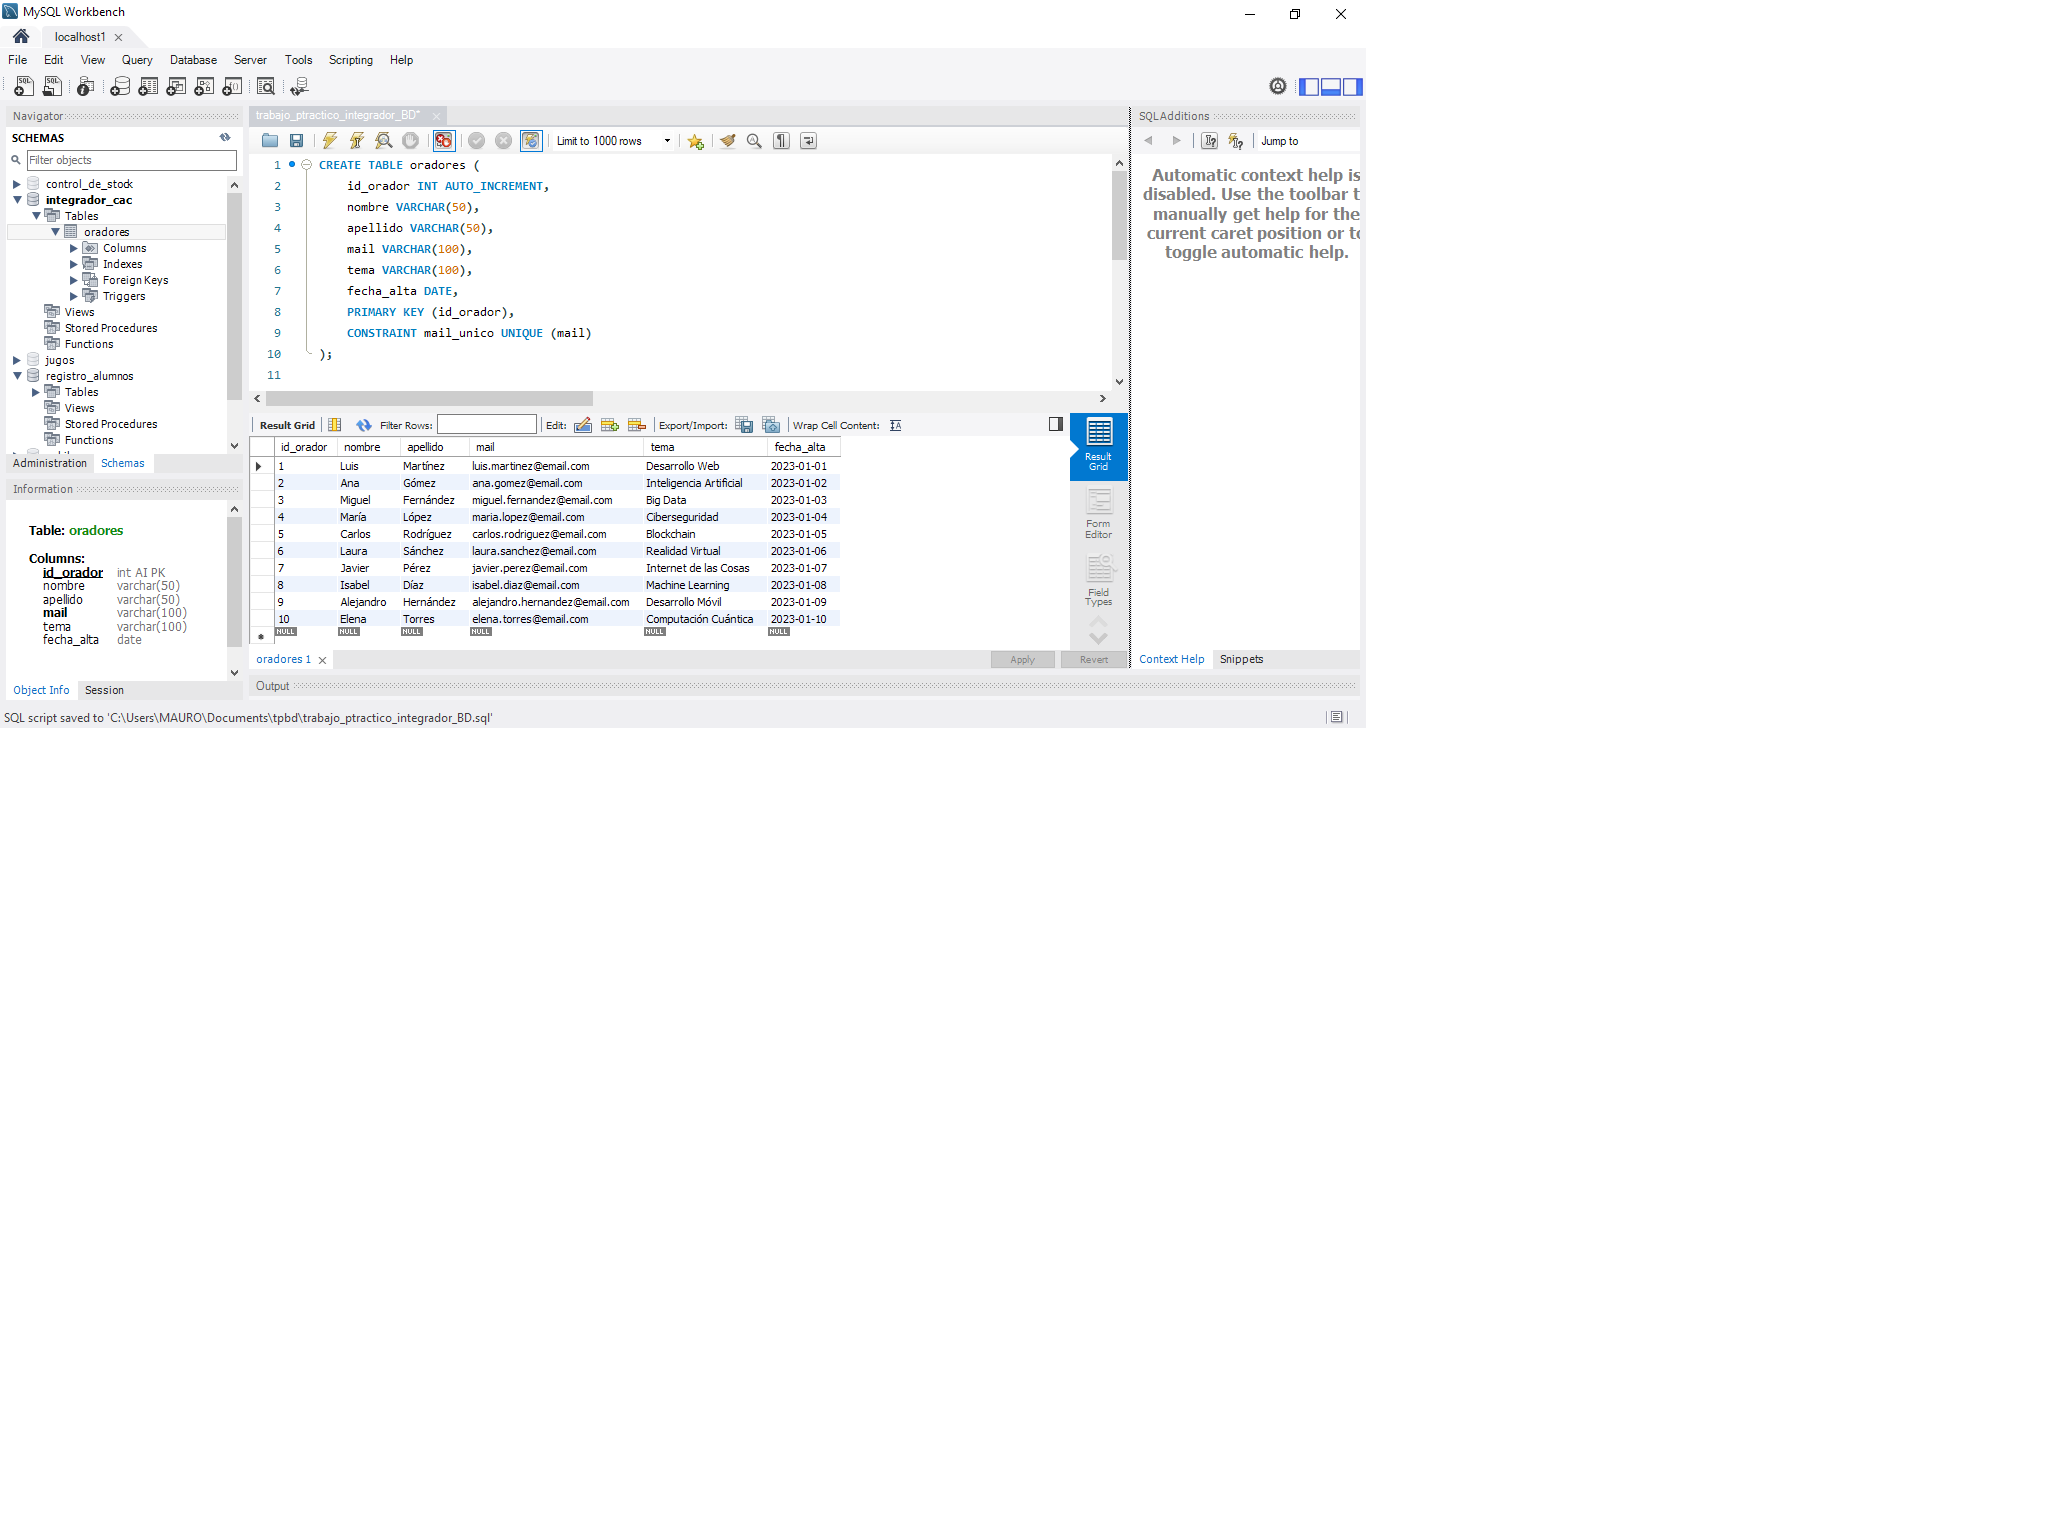 MySQL Workbench
localhost1
File Edit View Query Database Server Tools Scripting Help
Navigator
SCHEMAS
Filter objects
control_de_stock
integrador_cac
Tables
oradores
Columns
Indexes
Foreign Keys
Triggers
Views
Stored Procedures
Functions
jugos
registro_alumnos
Tables
Views
Stored Procedures
Functions
Administration Schemas
Information
Table: oradores
Columns:
id_orador int AI PK
nombre varchar(50)
apellido varchar(50)
mail varchar(100)
tema varchar(100)
fecha_alta date
Object Info Session
trabajo_ptractico_integrador_BD*
Limit to 1000 rows
1 CREATE TABLE oradores (
2 id_orador INT AUTO_INCREMENT,
3 nombre VARCHAR(50),
4 apellido VARCHAR(50),
5 mail VARCHAR(100),
6 tema VARCHAR(100),
7 fecha_alta DATE,
8 PRIMARY KEY (id_orador),
9 CONSTRAINT mail_unico UNIQUE (mail)
10 );
11
Result Grid Filter Rows: Edit: Export/Import: Wrap Cell Content:
id_orador nombre apellido mail tema fecha_alta
1 Luis Martínez luis.martinez@email.com Desarrollo Web 2023-01-01
2 Ana Gómez ana.gomez@email.com Inteligencia Artificial 2023-01-02
3 Miguel Fernández miguel.fernandez@email.com Big Data 2023-01-03
4 María López maria.lopez@email.com Ciberseguridad 2023-01-04
5 Carlos Rodríguez carlos.rodriguez@email.com Blockchain 2023-01-05
6 Laura Sánchez laura.sanchez@email.com Realidad Virtual 2023-01-06
7 Javier Pérez javier.perez@email.com Internet de las Cosas 2023-01-07
8 Isabel Díaz isabel.diaz@email.com Machine Learning 2023-01-08
9 Alejandro Hernández alejandro.hernandez@email.com Desarrollo Móvil 2023-01-09
10 Elena Torres elena.torres@email.com Computación Cuántica 2023-01-10
NULL NULL NULL NULL NULL NULL
Result
Grid
Form
Editor
Field
Types
oradores 1
Apply Revert
Output
SQLAdditions
Jump to
Automatic context help is
disabled. Use the toolbar t
manually get help for the
current caret position or to
toggle automatic help.
Context Help Snippets
SQL script saved to 'C:\Users\MAURO\Documents\tpbd\trabajo_ptractico_integrador_BD.sql'